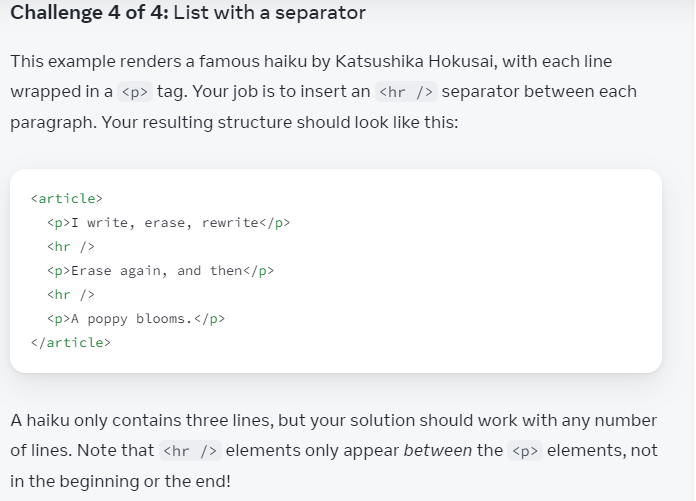 Challenge 4 of 4: List with a separator
This example renders a famous haiku by Katsushika Hokusai, with each line
wrapped in a <p> tag. Your job is to insert an <hr /> separator between each
paragraph. Your resulting structure should look like this:
<article>
<p>I write, erase, rewrite</p>
<hr />
<p>Erase again, and then</p>
<hr />
<p>A poppy blooms.</p>
</article>
A haiku only contains three lines, but your solution should work with any number
of lines. Note that <hr /> elements only appear between the <p> elements, not
in the beginning or the end!